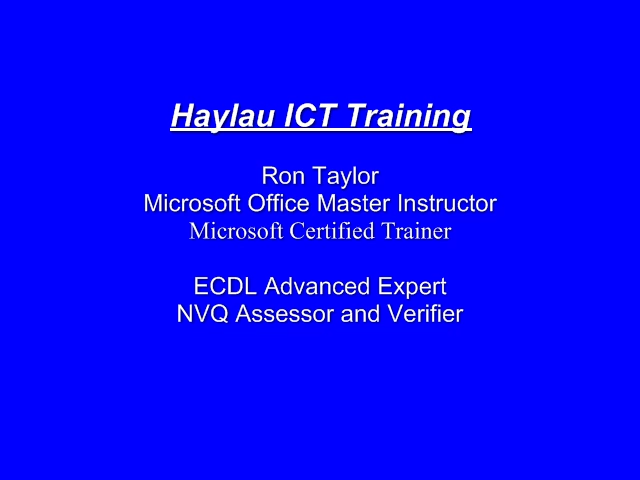 Haylau ICT Training
Ron Taylor
Microsoft Office Master Instructor
Microsoft Certified Trainer
ECDL Advanced Expert
NVQ Assessor and Verifier